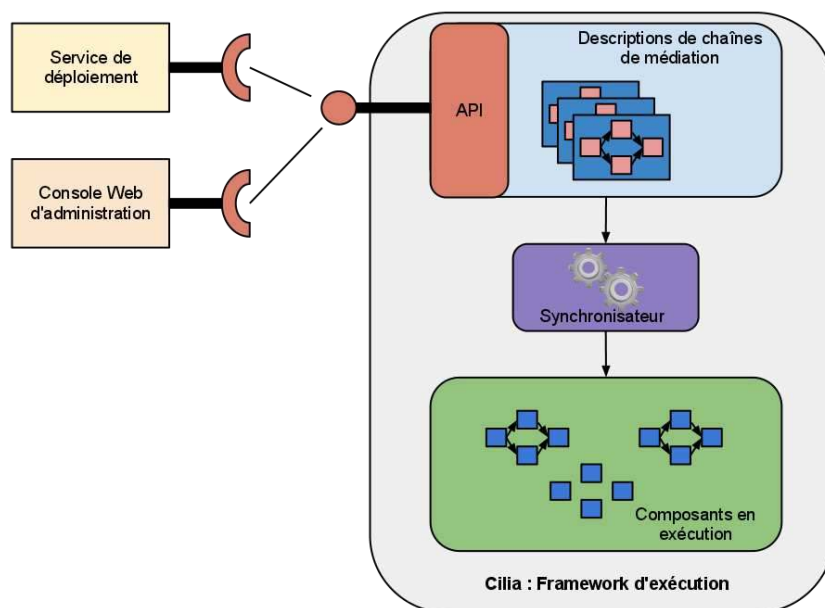 Service de
déploiement
Console Web
d'administration
API
Descriptions de chaînes
de médiation
Synchronisateur
Composants en
exécution
Cilia : Framework d'exécution